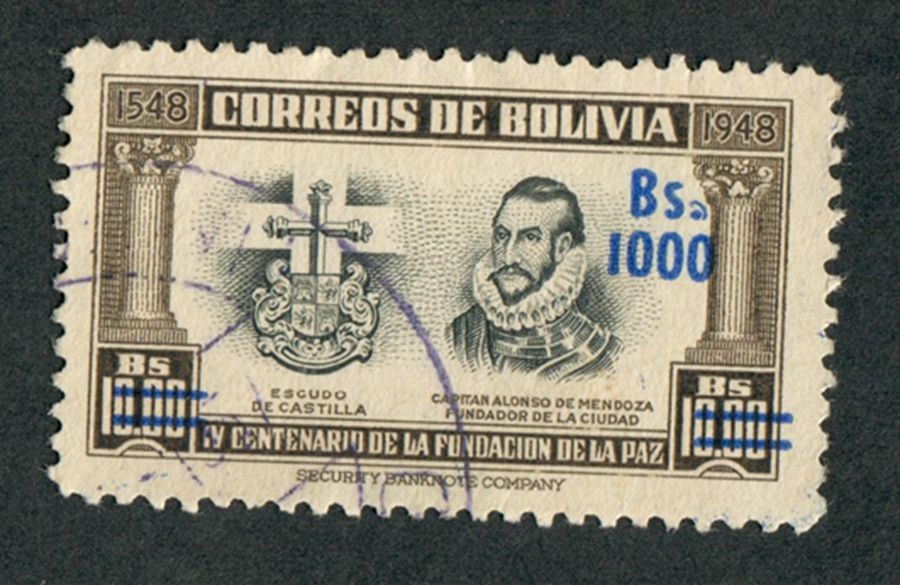 1548 CORREOS DE BOLIVIA 1948
Bs.
1000
Bs
10.00
ESCUDO
DE CASTILLA
CAPITAN ALONSO DE MENDOZA
FUNDADOR DE LA CIUDAD
Bs
10.00
IV CENTENARIO DE LA FUNDACION DE LA PAZ
SECURITY BANKNOTE COMPANY